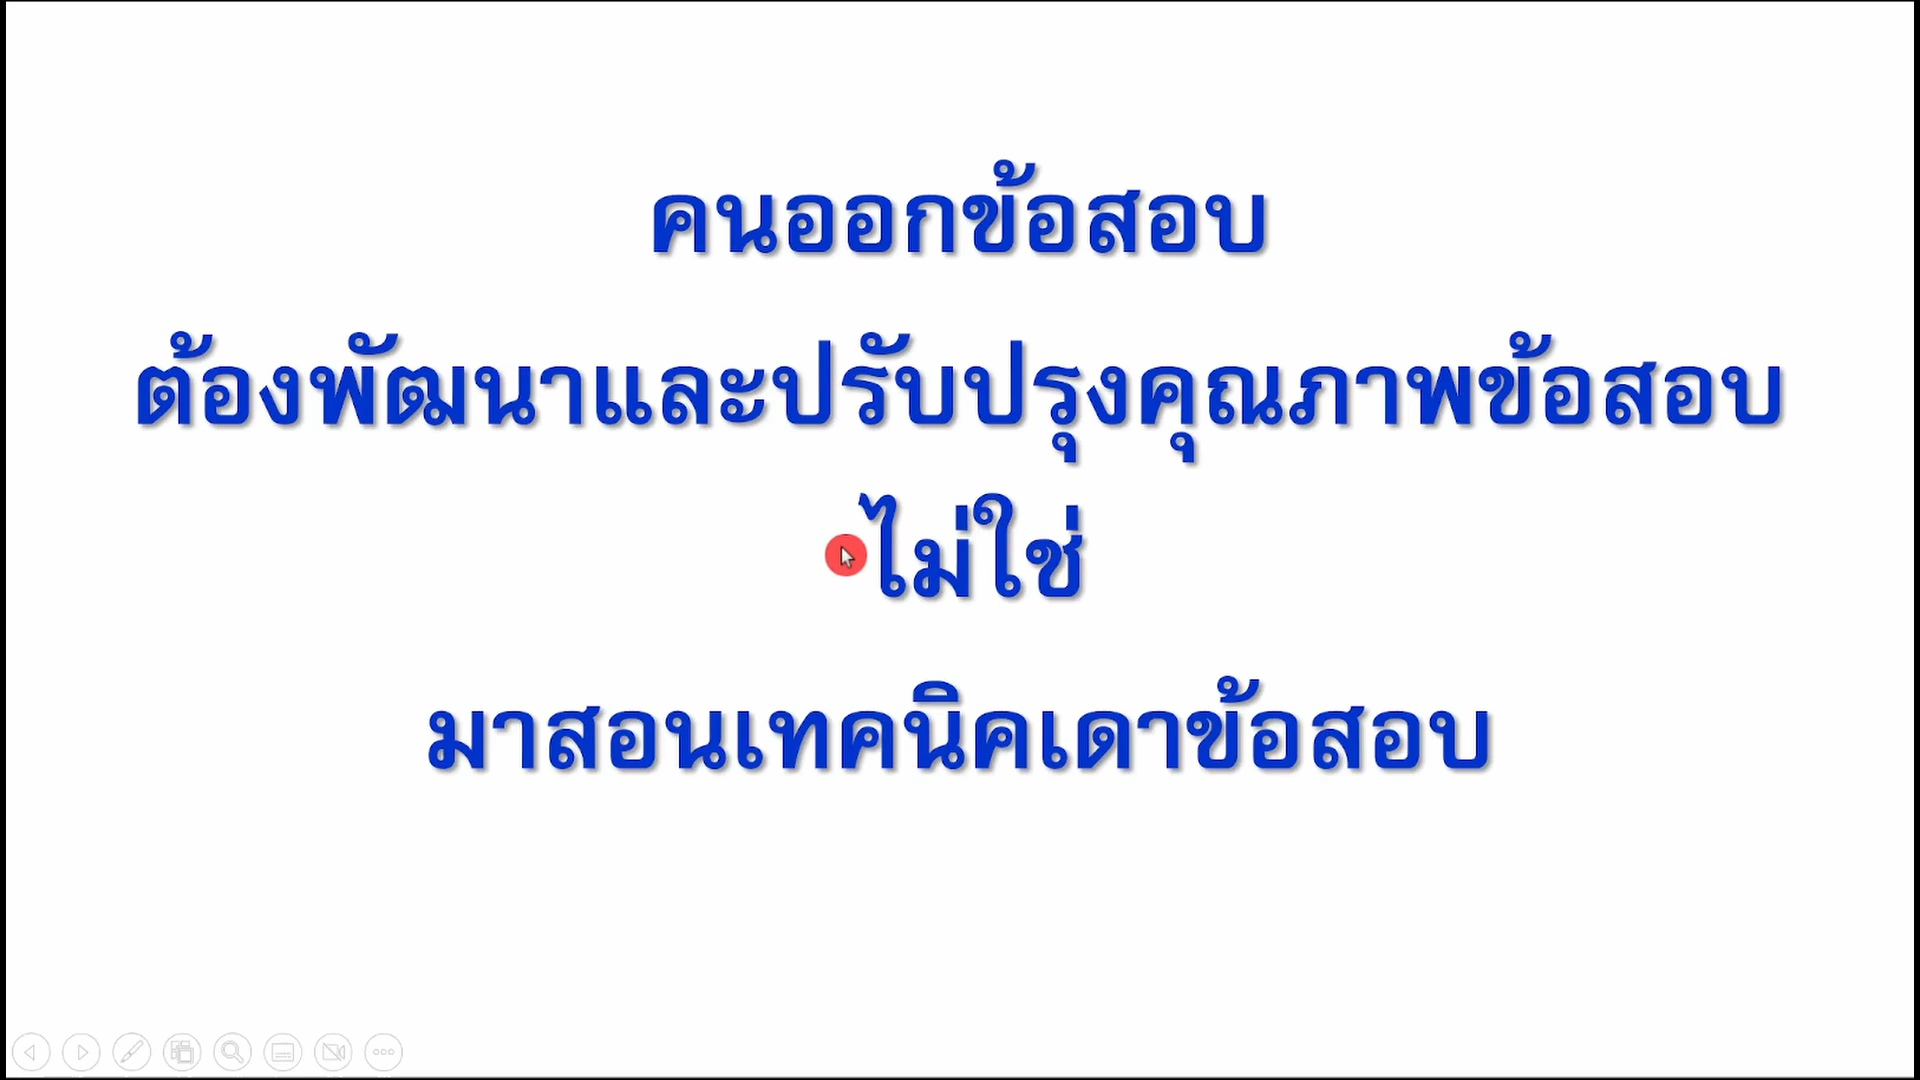 คนออกข้อสอบ
ต้องพัฒนาและปรับปรุงคุณภาพข้อสอบ
ไม่ใช่
มาสอนเทคนิคเดาข้อสอบ